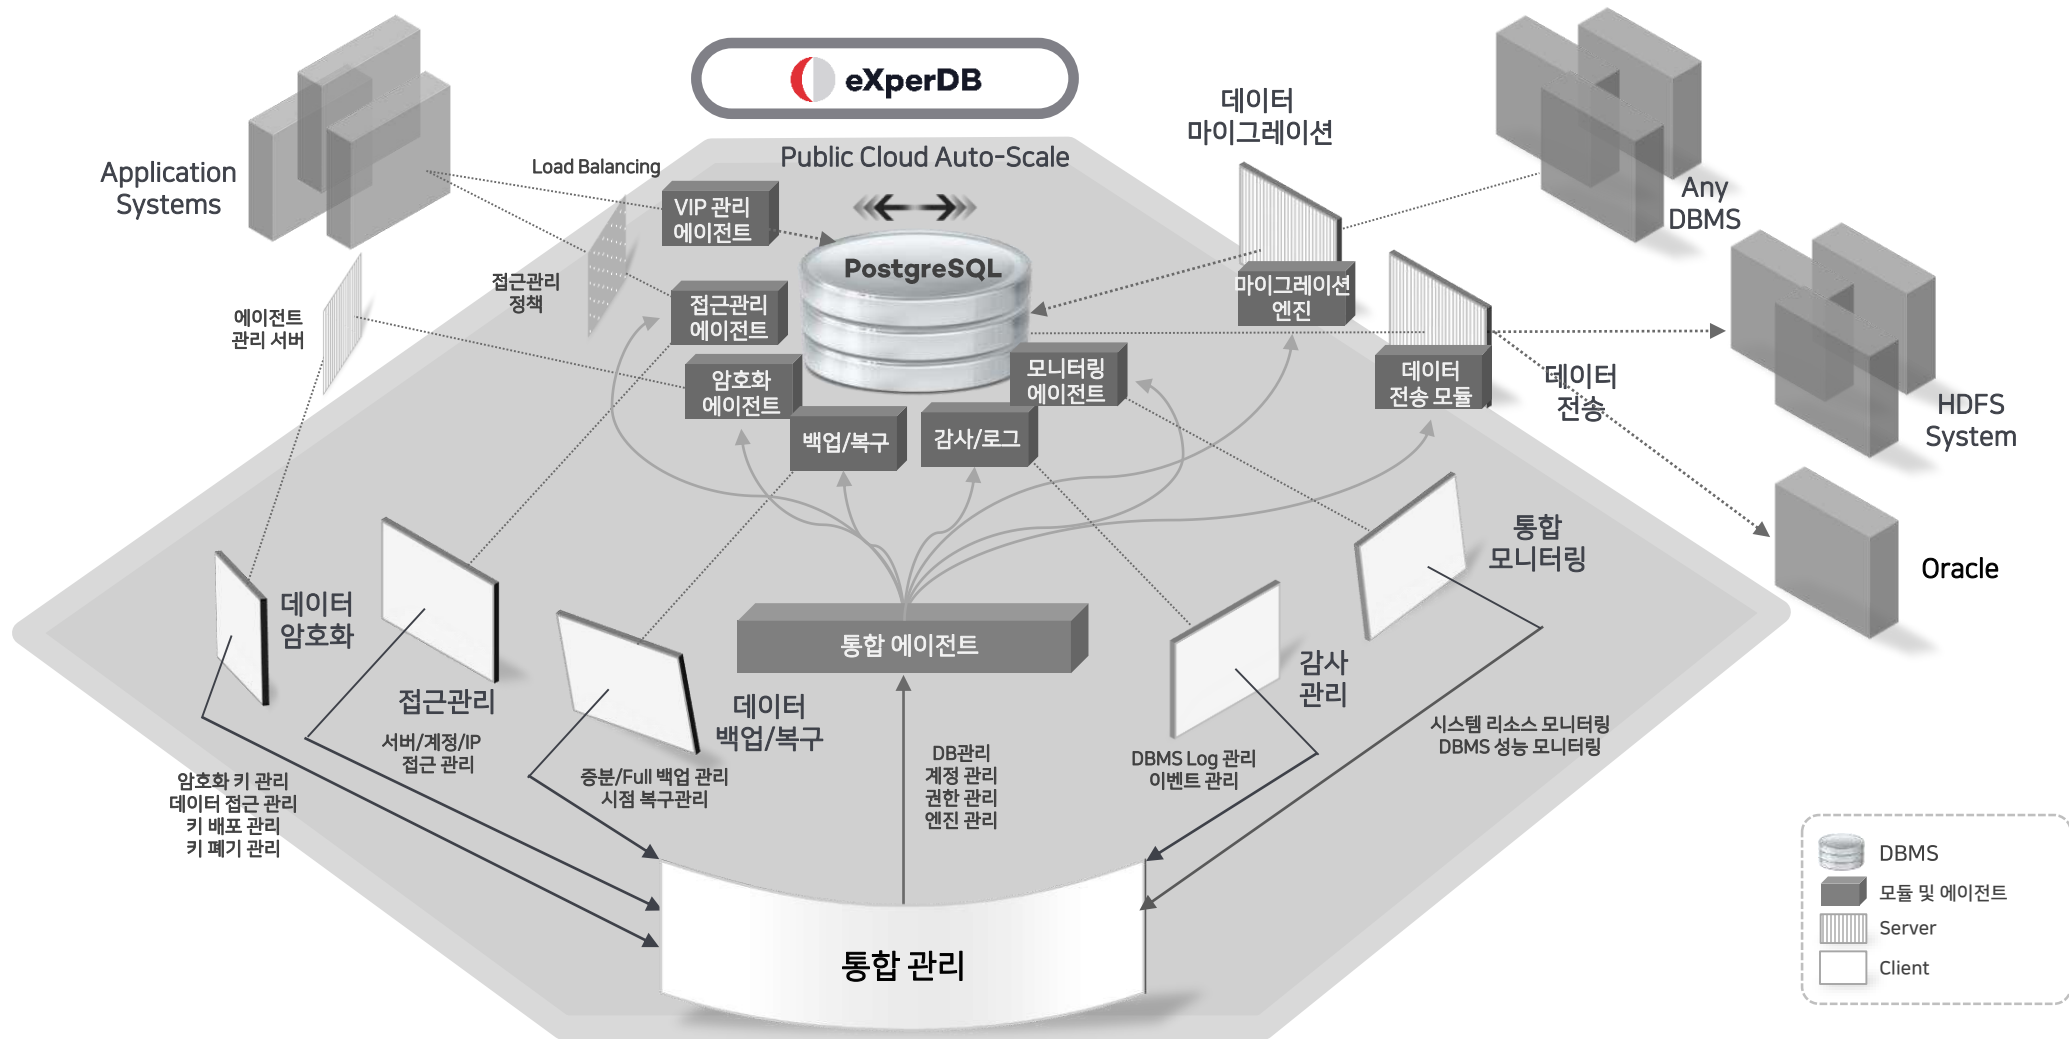 eXperDB
Application
Systems
Load Balancing
Public Cloud Auto-Scale
VIP 관리
에이전트
PostgreSQL
데이터
마이그레이션
Any
DBMS
접근관리
정책
접근관리
에이전트
마이그레이션
엔진
에이전트
관리 서버
암호화
에이전트
모니터링
에이전트
데이터
전송 모듈
데이터
전송
HDFS
System
백업/복구
감사/로그
통합
모니터링
Oracle
데이터
암호화
통합 에이전트
접근관리
서버/계정/IP
접근 관리
데이터
백업/복구
감사
관리
암호화 키 관리
데이터 접근 관리
키 배포 관리
키 폐기 관리
증분/Full 백업 관리
시점 복구관리
DB관리
계정 관리
권한 관리
엔진 관리
DBMS Log 관리
이벤트 관리
시스템 리소스 모니터링
DBMS 성능 모니터링
통합 관리
DBMS
모듈 및 에이전트
Server
Client